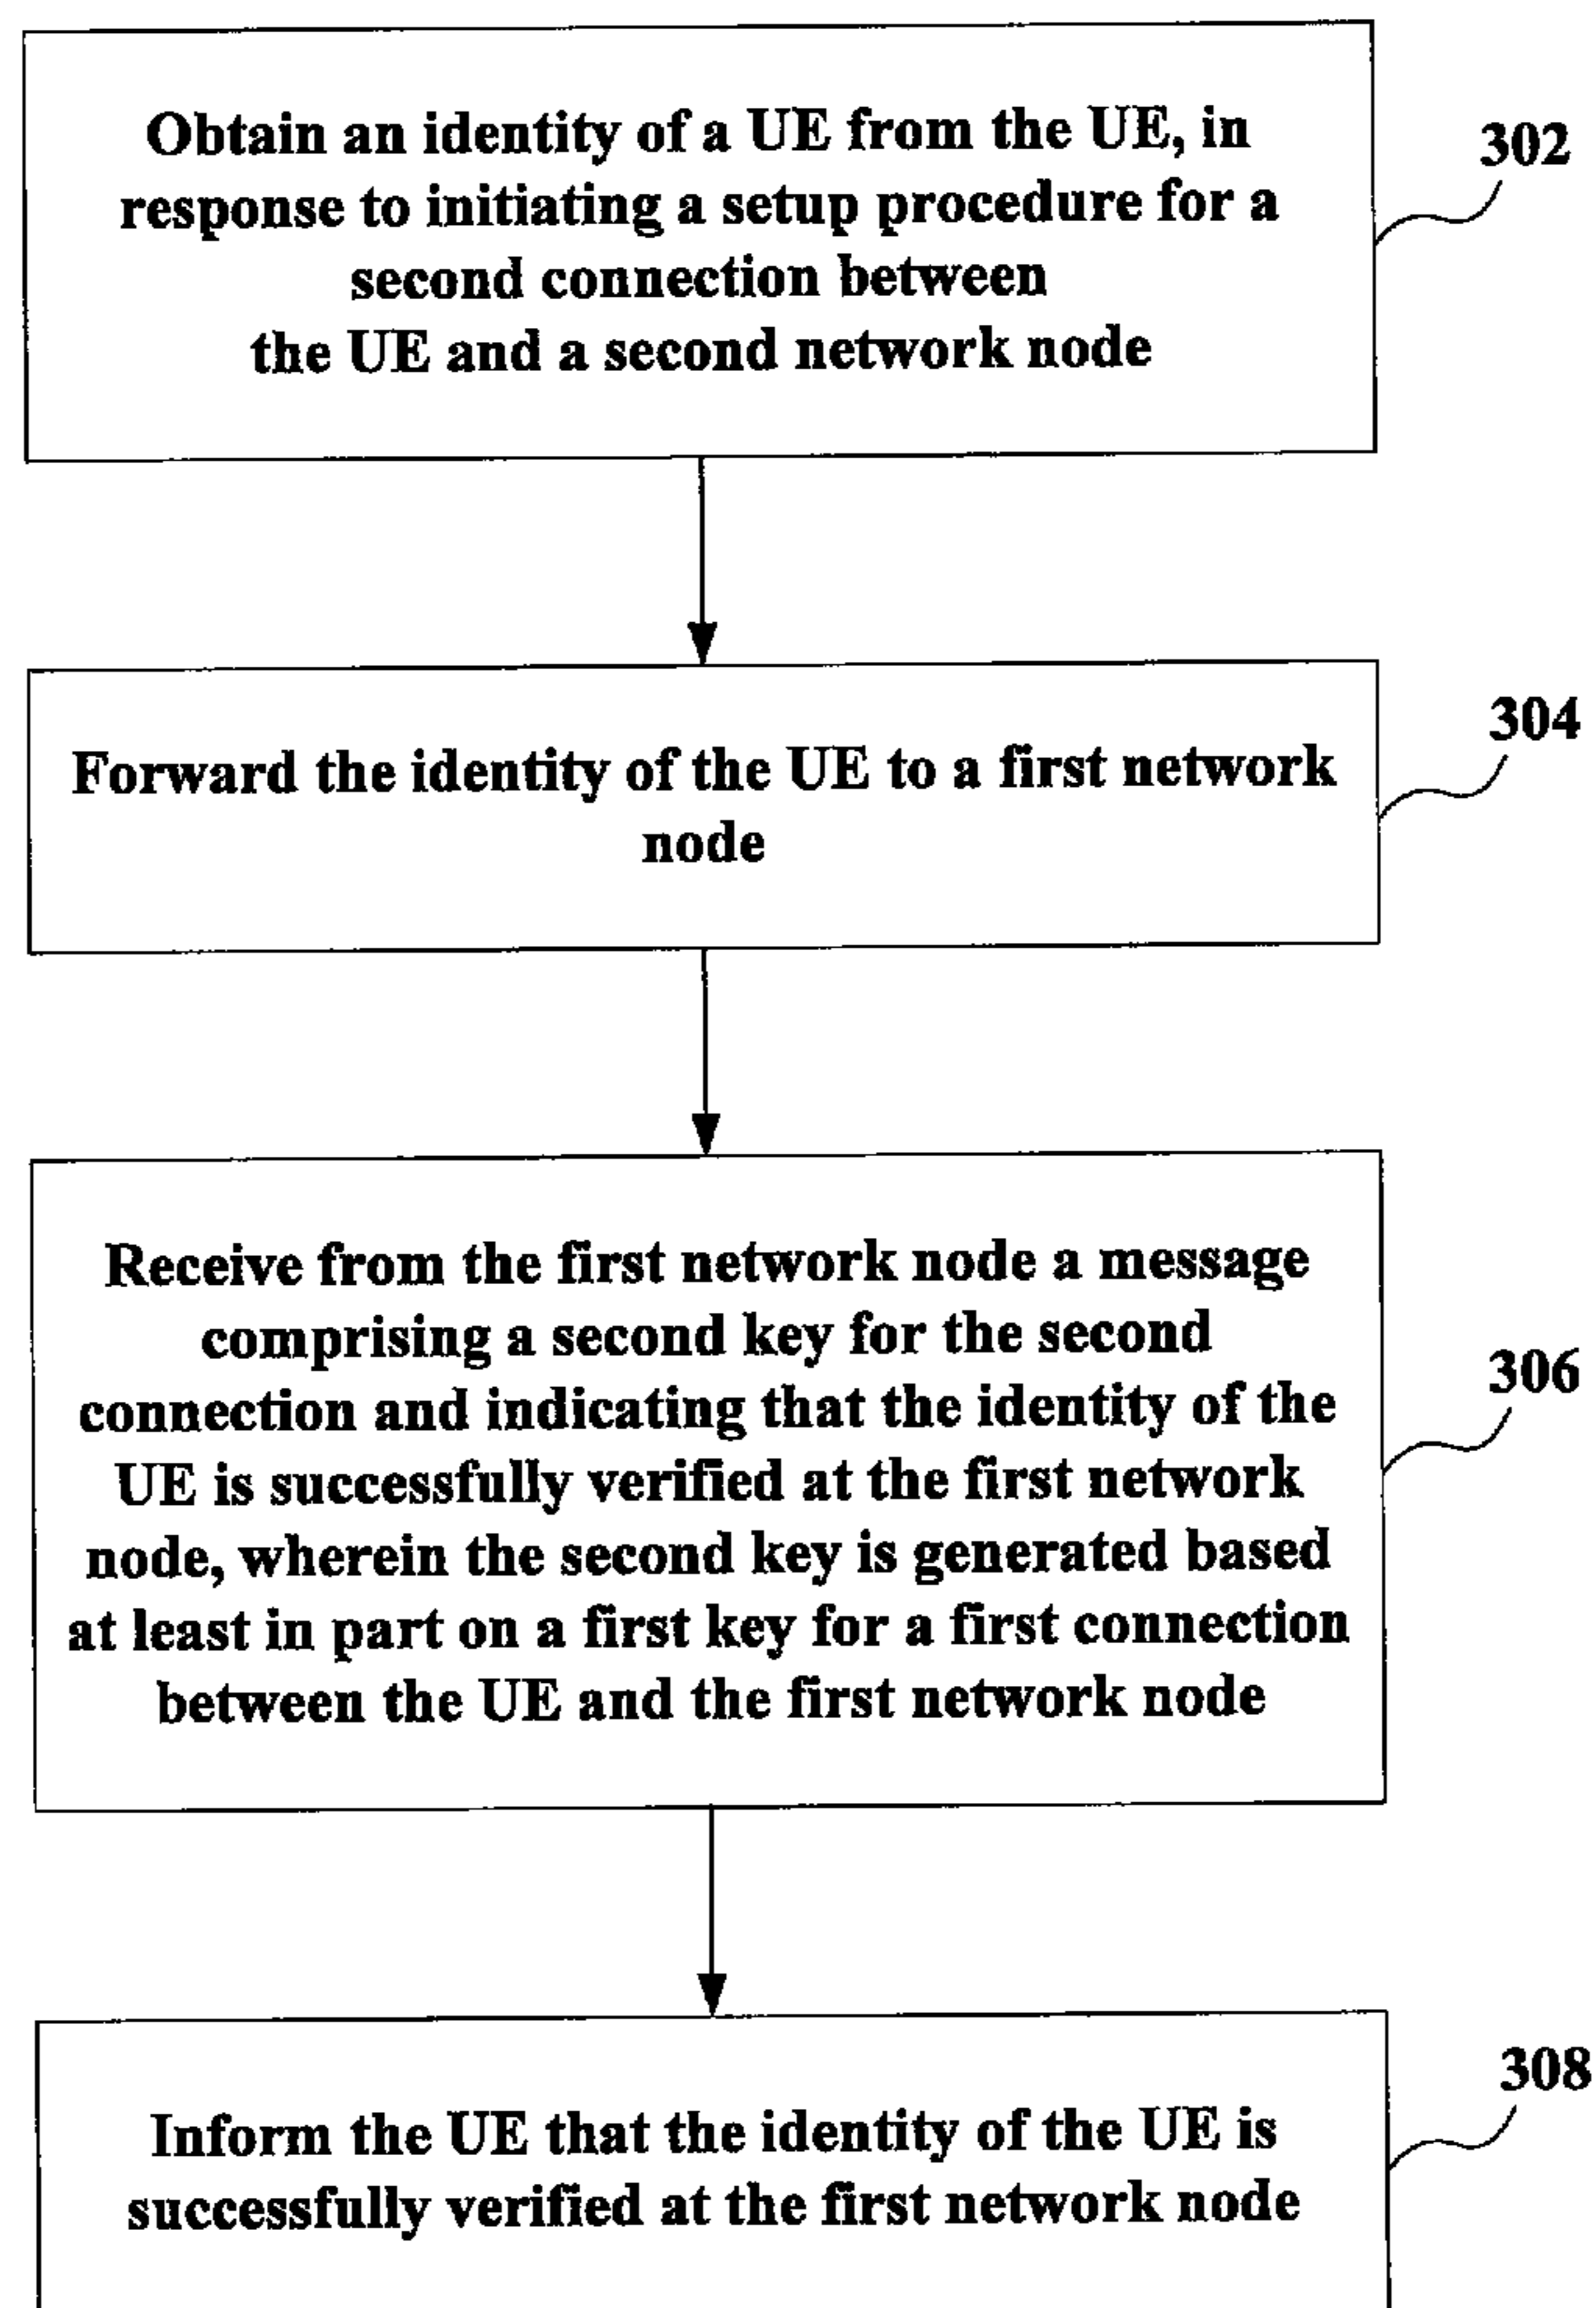 Obtain an identity of a UE from the UE, in
response to initiating a setup procedure for a
second connection between
the UE and a second network node
302
Forward the identity of the UE to a first network
node
304
Receive from the first network node a message
comprising a second key for the second
connection and indicating that the identity of the
UE is successfully verified at the first network
node, wherein the second key is generated based
at least in part on a first key for a first connection
between the UE and the first network node
306
Inform the UE that the identity of the UE is
successfully verified at the first network node
308